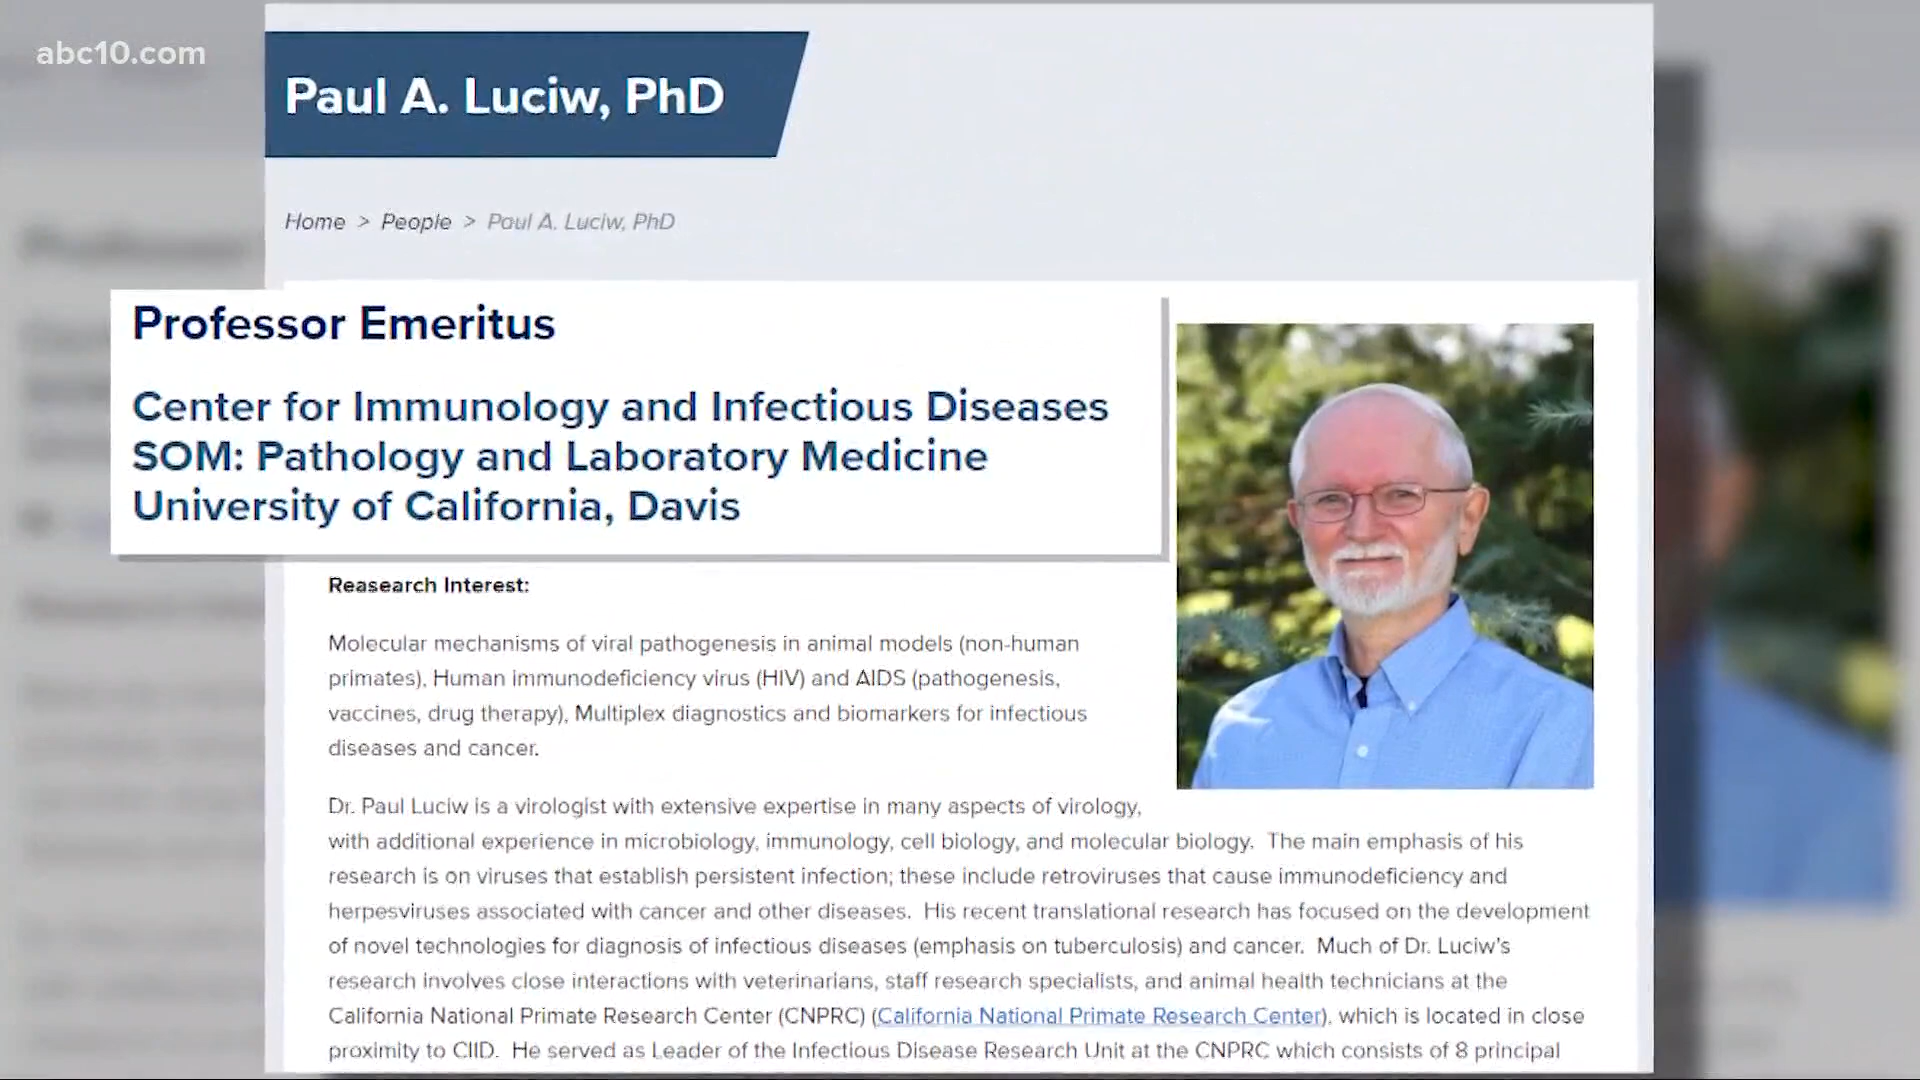 abc10.com
Paul A. Luciw, PhD
Home > People > Paul A. Luciw, PhD
Professor Emeritus
Center for Immunology and Infectious Diseases
SOM: Pathology and Laboratory Medicine
University of California, Davis
Reasearch Interest:
Molecular mechanisms of viral pathogenesis in animal models (non-human
primates), Human immunodeficiency virus (HIV) and AIDS (pathogenesis,
vaccines, drug therapy), Multiplex diagnostics and biomarkers for infectious
diseases and cancer.
Dr. Paul Luciw is a virologist with extensive expertise in many aspects of virology,
with additional experience in microbiology, immunology, cell biology, and molecular biology. The main emphasis of his
research is on viruses that establish persistent infection; these include retroviruses that cause immunodeficiency and
herpesviruses associated with cancer and other diseases. His recent translational research has focused on the development
of novel technologies for diagnosis of infectious diseases (emphasis on tuberculosis) and cancer. Much of Dr. Luciw's
research involves close interactions with veterinarians, staff research specialists, and animal health technicians at the
California National Primate Research Center (CNPRC) (California National Primate Research Center), which is located in close
proximity to CIID. He served as Leader of the Infectious Disease Research Unit at the CNPRC which consists of 8 principal